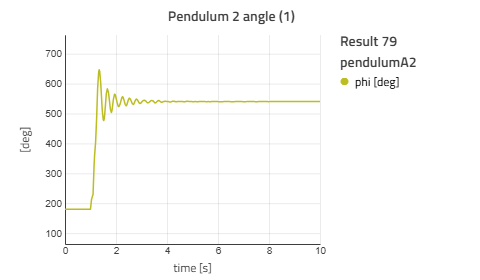 Pendulum 2 angle (1)
Result 79
pendulumA2
phi [deg]
700
600
500
400
300
200
100
[deg]
0 2 4 6 8 10
time [s]